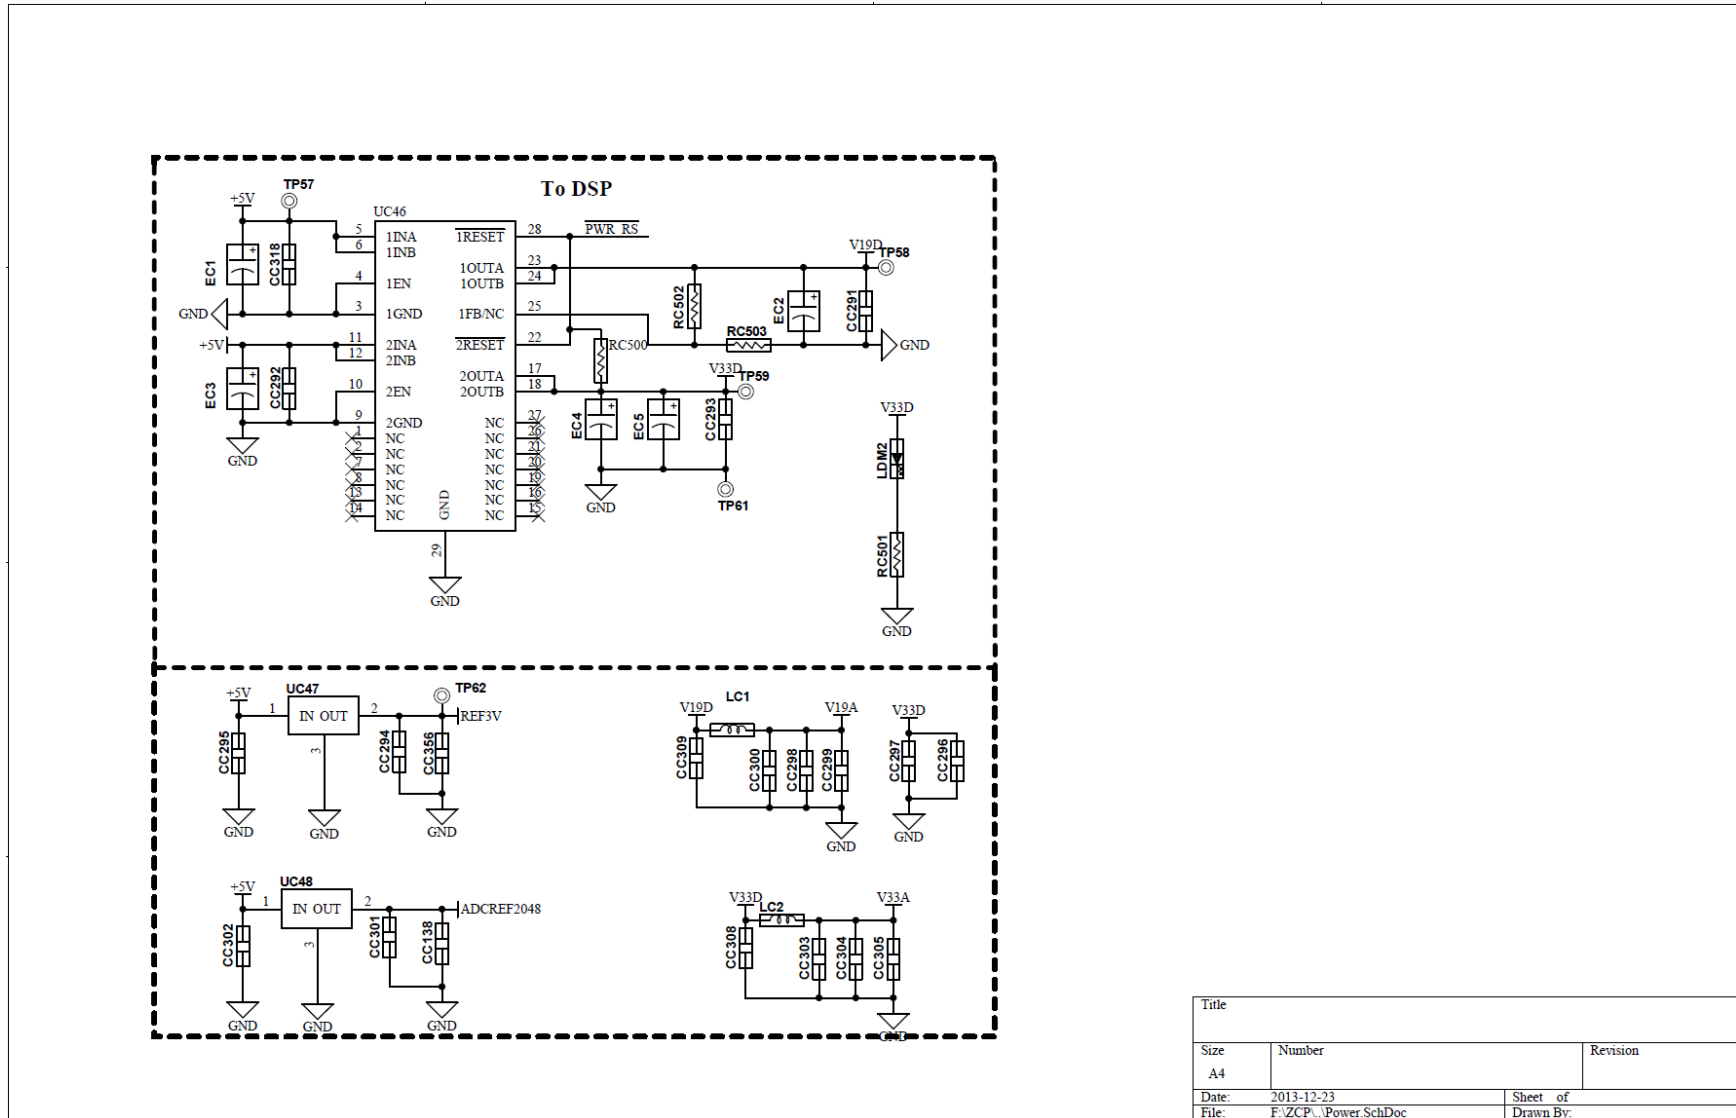 To DSP
TP57
+5V
UC46
EC1
CC318
GND
5 1INA
6 1INB
4 1EN
3 1GND
11 2INA
12 2INB
10 2EN
9 2GND
1 NC
2 NC
7 NC
8 NC
13 NC
14 NC
1RESET 28
1OUTA 23
1OUTB 24
1FB/NC 25
2RESET 22
2OUTA 17
2OUTB 18
NC 27
NC 26
NC 21
NC 20
NC 19
NC 16
NC 15
GND
29
GND
+5V
EC3
CC292
GND
PWR RS
V19D
TP58
RC502
RC503
EC2
CC291
GND
RC500
V33D
TP59
EC4
EC5
CC293
GND
TP61
V33D
LDM2
RC501
GND
+5V
UC47
1 IN OUT 2
3
TP62
REF3V
CC295
CC294
CC356
GND
GND
GND
LC1
V19D
V19A
CC309
CC300
CC298
CC299
GND
V33D
CC297
CC296
GND
+5V
UC48
1 IN OUT 2
3
ADCREF2048
CC302
CC301
CC138
GND
GND
GND
V33D
LC2
V33A
CC308
CC303
CC304
CC305
GND
Title
Size
Number
Revision
A4
Date: 2013-12-23 Sheet of
File: F:\ZCP\..\Power.SchDoc Drawn By: